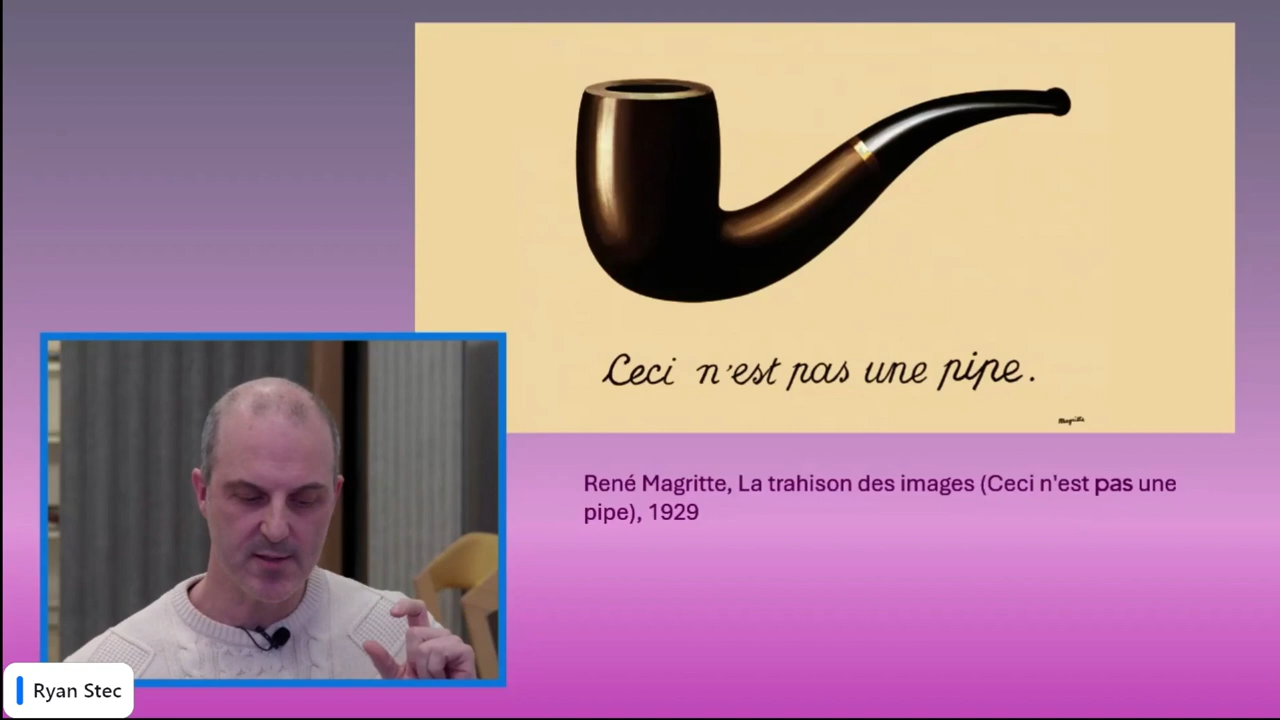 Ceci n'est pas une pipe.
Magritte
René Magritte, La trahison des images (Ceci n'est pas une
pipe), 1929
Ryan Stec